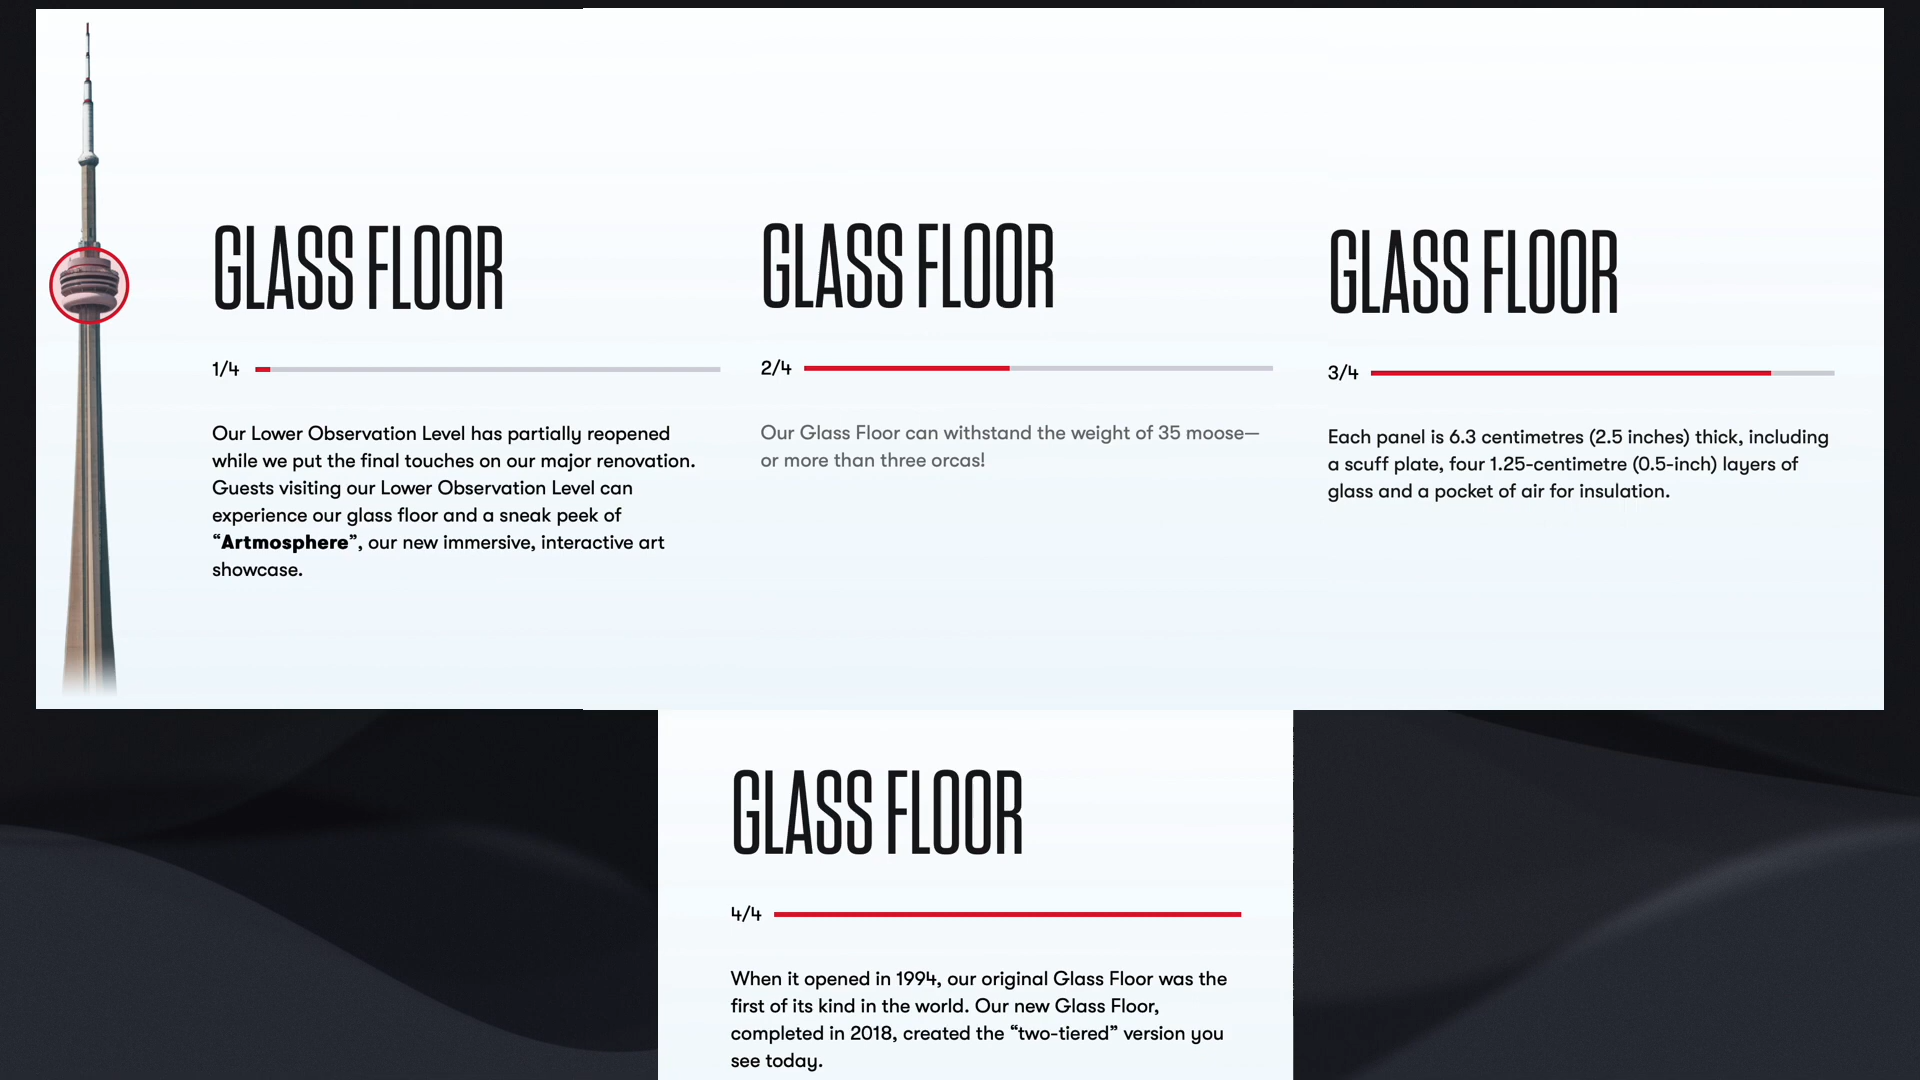 GLASS FLOOR
1/4
Our Lower Observation Level has partially reopened
while we put the final touches on our major renovation.
Guests visiting our Lower Observation Level can
experience our glass floor and a sneak peek of
“Artmosphere”, our new immersive, interactive art
showcase.
GLASS FLOOR
2/4
Our Glass Floor can withstand the weight of 35 moose—
or more than three orcas!
GLASS FLOOR
3/4
Each panel is 6.3 centimetres (2.5 inches) thick, including
a scuff plate, four 1.25-centimetre (0.5-inch) layers of
glass and a pocket of air for insulation.
GLASS FLOOR
4/4
When it opened in 1994, our original Glass Floor was the
first of its kind in the world. Our new Glass Floor,
completed in 2018, created the “two-tiered” version you
see today.